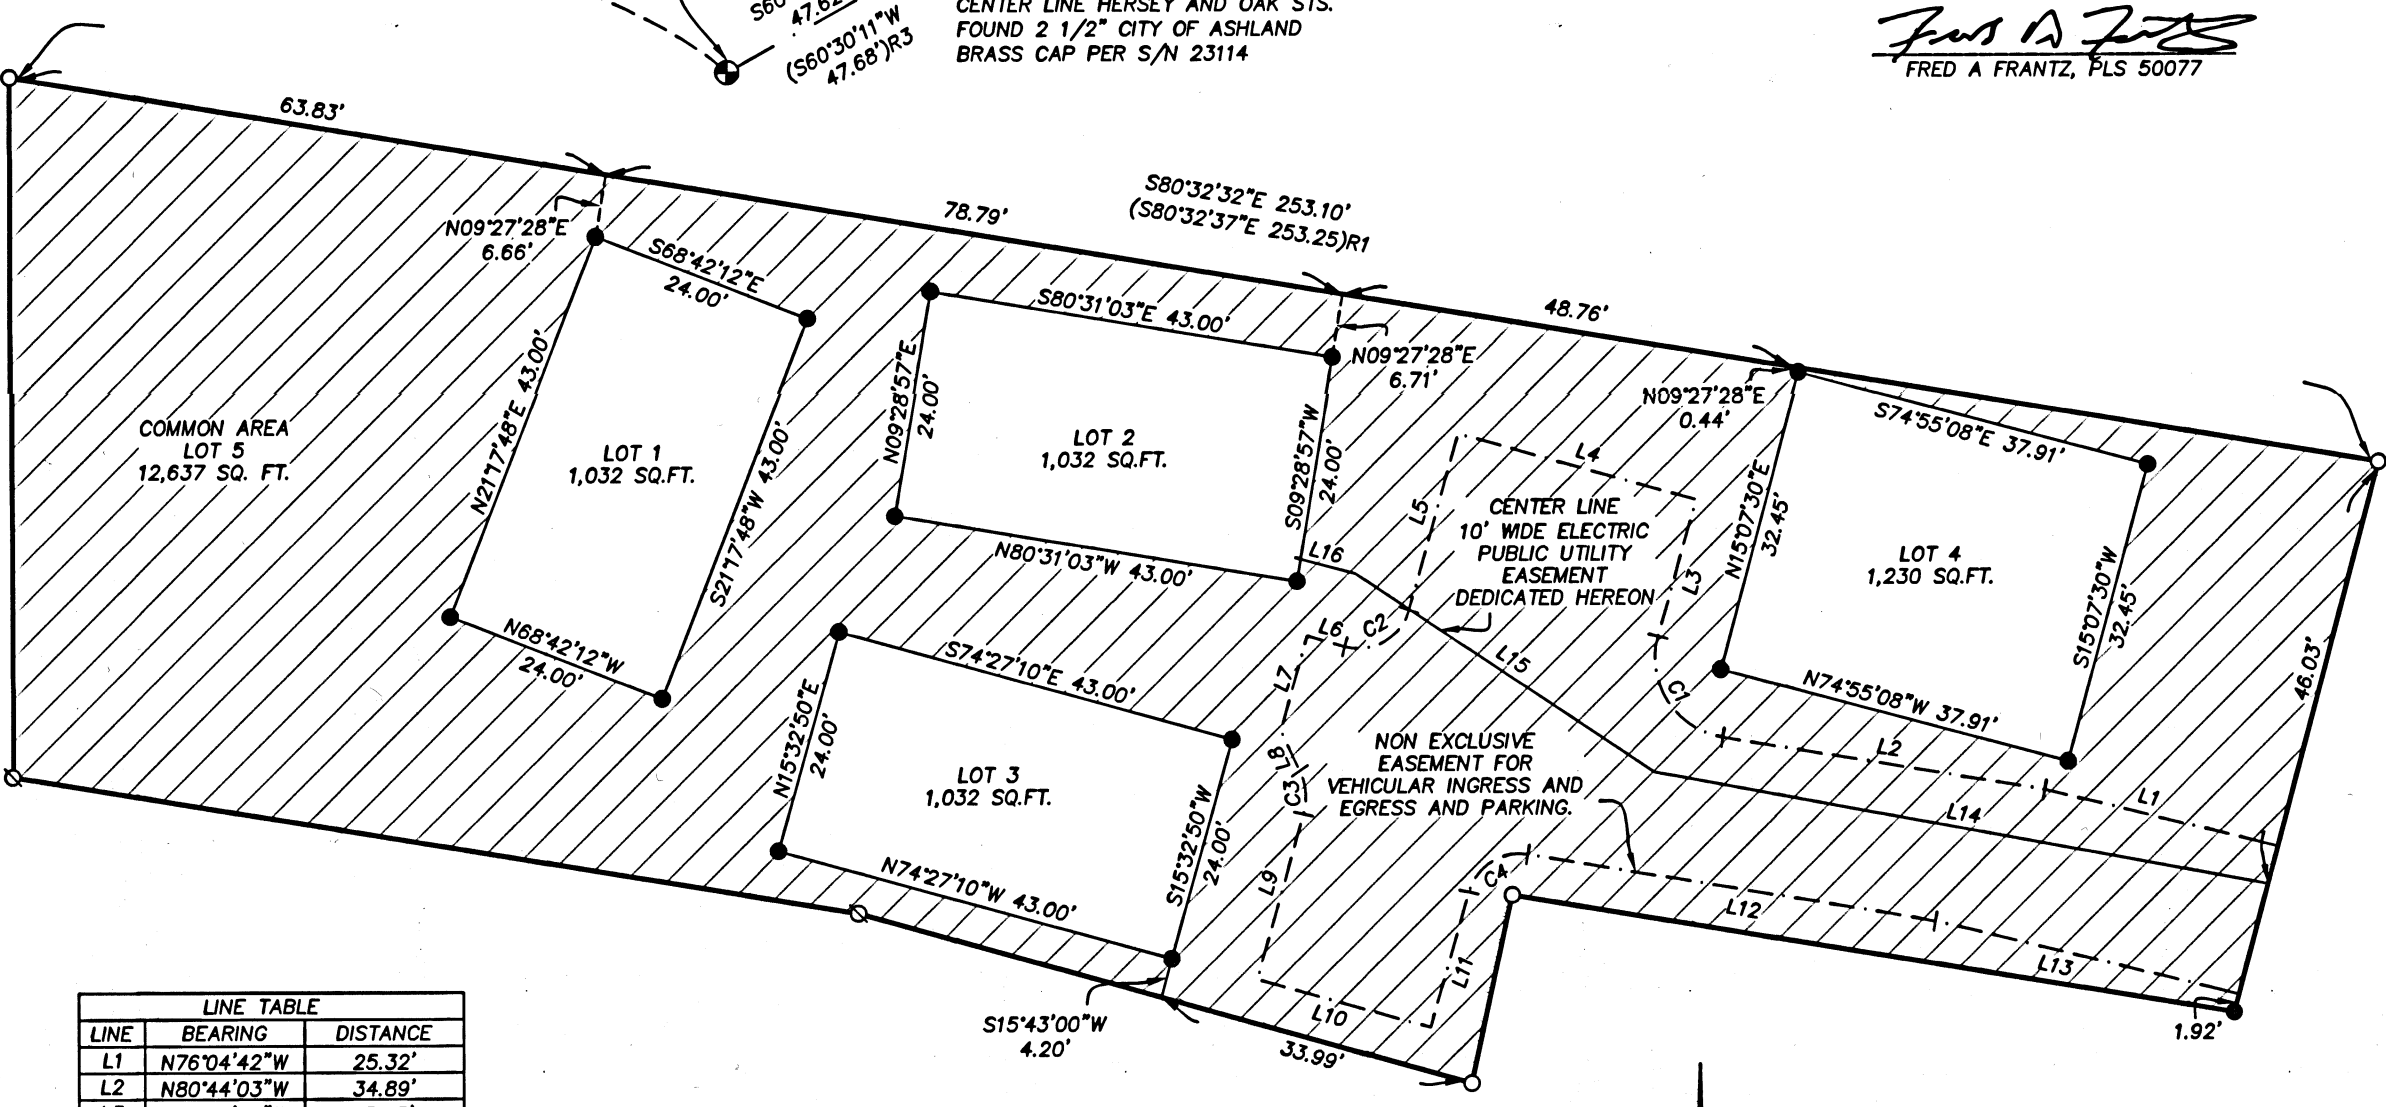 S60°
47.62'
(S60°30'11"W
47.68')R3
CENTER LINE HERSEY AND OAK STS.
FOUND 2 1/2" CITY OF ASHLAND
BRASS CAP PER S/N 23114
FRED A FRANTZ, PLS 50077
63.83'
78.79'
S80°32'32"E 253.10'
(S80°32'37"E 253.25)R1
48.76'
N09°27'28"E
6.66'
S68°42'12"E
24.00'
N21°17'48"E 43.00'
S21°17'48"W 43.00'
N68°42'12"W
24.00'
COMMON AREA
LOT 5
12,637 SQ. FT.
LOT 1
1,032 SQ.FT.
S80°31'03"E 43.00'
N09°28'57"E
24.00'
LOT 2
1,032 SQ.FT.
S09°28'57"W
24.00'
N80°31'03"W 43.00'
N09°27'28"E
6.71'
N09°27'28"E
0.44'
S74°55'08"E 37.91'
N15°07'30"E
32.45'
LOT 4
1,230 SQ.FT.
S15°07'30"W
32.45'
N74°55'08"W 37.91'
46.03'
L4
L5
L3
CENTER LINE
10' WIDE ELECTRIC
PUBLIC UTILITY
EASEMENT
DEDICATED HEREON
L16
L6
C2
L15
C1
L2
L1
L14
L7
L8
C3
L9
NON EXCLUSIVE
EASEMENT FOR
VEHICULAR INGRESS AND
EGRESS AND PARKING.
S74°27'10"E 43.00'
N15°32'50"E
24.00'
LOT 3
1,032 SQ.FT.
S15°32'50"W
24.00'
N74°27'10"W 43.00'
C4
L12
L13
L11
L10
S15°43'00"W
4.20'
33.99'
1.92'
LINE TABLE
LINE BEARING DISTANCE
L1 N76°04'42"W 25.32'
L2 N80°44'03"W 34.89'